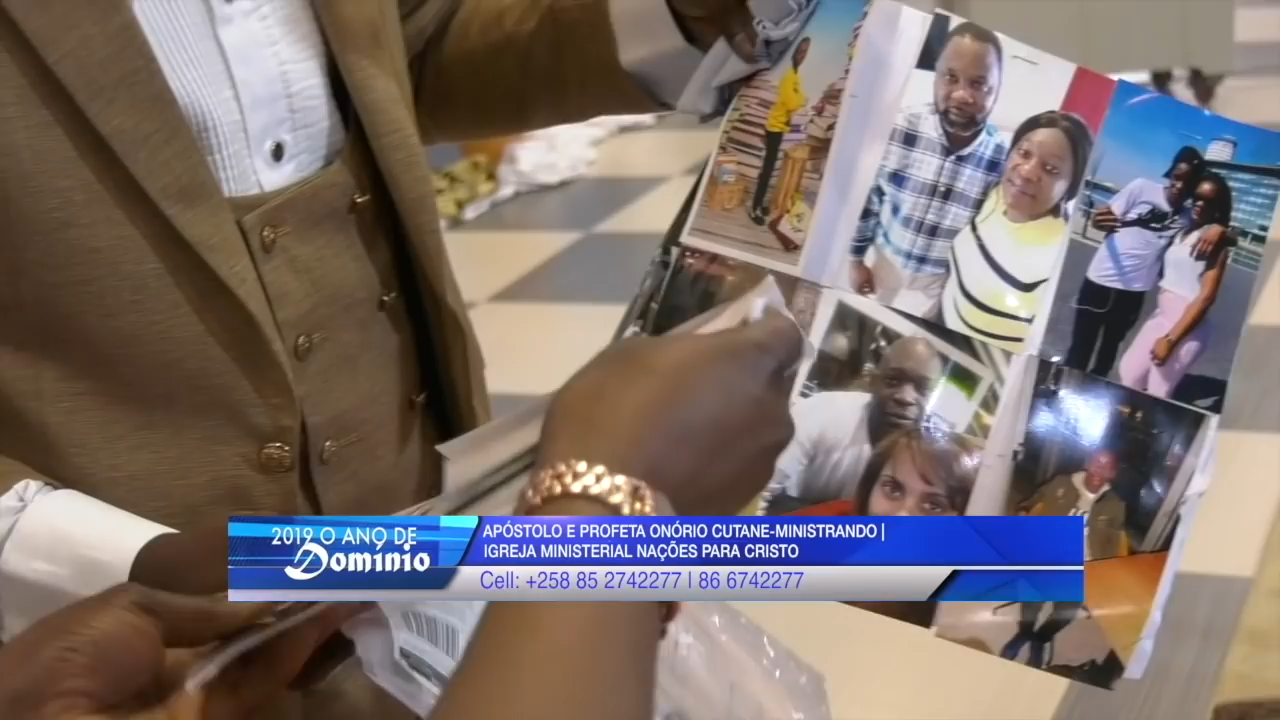 2019 O ANO DE
Domínio
APÓSTOLO E PROFETA ONÓRIO CUTANE-MINISTRANDO |
IGREJA MINISTERIAL NAÇÕES PARA CRISTO
Cell: +258 85 2742277 | 86 6742277